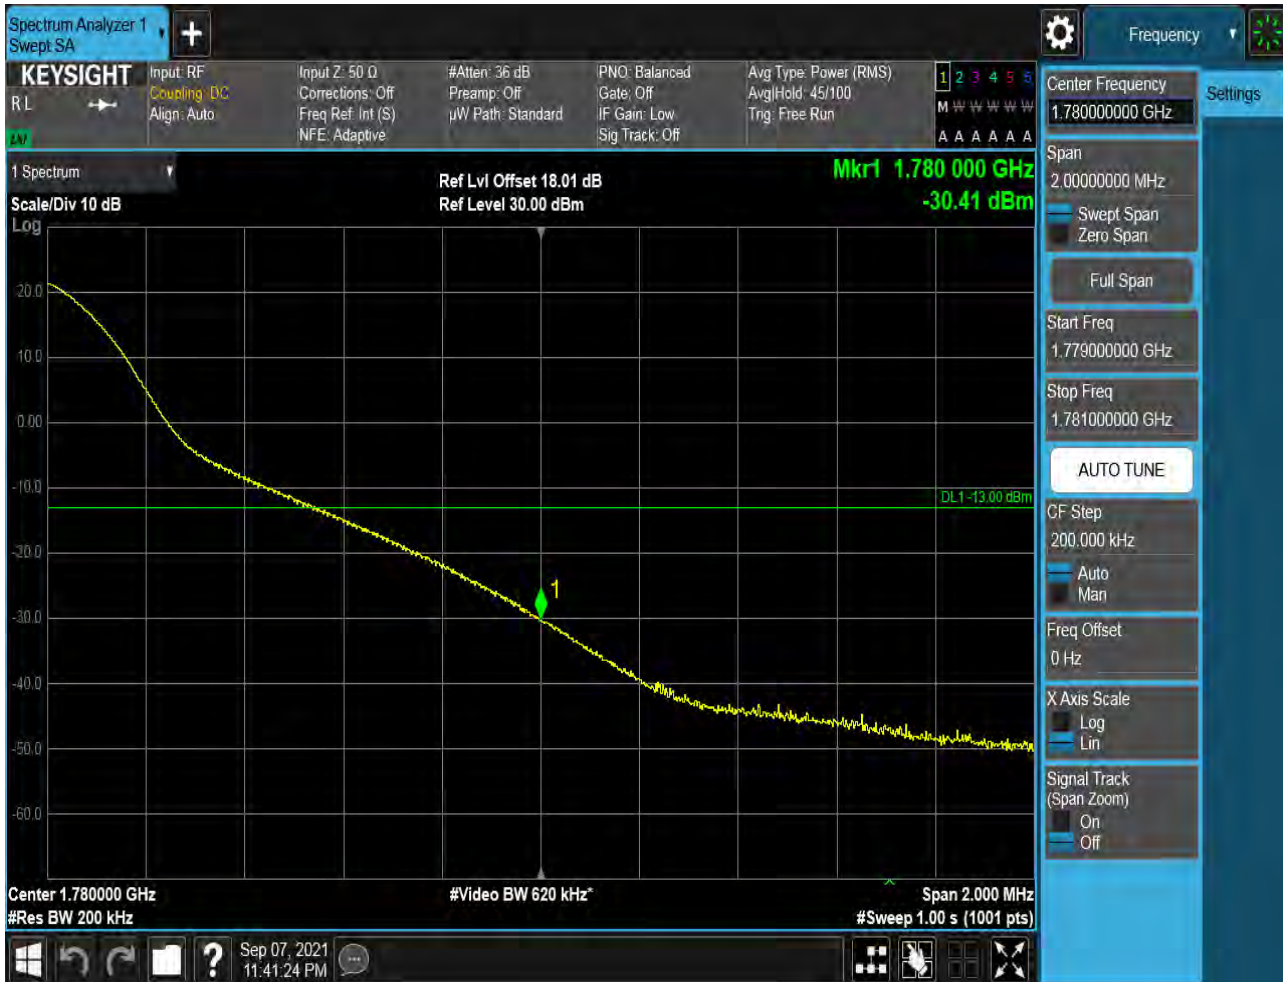 Spectrum Analyzer 1
Swept SA
+
Frequency
KEYSIGHT
R L
LXI
Input: RF
Coupling: DC
Align: Auto
Input Z: 50 Ω
Corrections: Off
Freq Ref: Int (S)
NFE: Adaptive
#Atten: 36 dB
Preamp: Off
µW Path: Standard
PNO: Balanced
Gate: Off
IF Gain: Low
Sig Track: Off
Avg Type: Power (RMS)
Avg|Hold: 45/100
Trig: Free Run
1 2 3 4 5 6
M W W W W W
A A A A A A
1 Spectrum
Scale/Div 10 dB
Log
Ref Lvl Offset 18.01 dB
Ref Level 30.00 dBm
Mkr1 1.780 000 GHz
-30.41 dBm
20.0
10.0
0.00
-10.0
-20.0
-30.0
-40.0
-50.0
-60.0
DL1 -13.00 dBm
1
Center 1.780000 GHz
#Res BW 200 kHz
#Video BW 620 kHz*
Span 2.000 MHz
#Sweep 1.00 s (1001 pts)
Center Frequency
1.780000000 GHz
Settings
Span
2.00000000 MHz
Swept Span
Zero Span
Full Span
Start Freq
1.779000000 GHz
Stop Freq
1.781000000 GHz
AUTO TUNE
CF Step
200.000 kHz
Auto
Man
Freq Offset
0 Hz
X Axis Scale
Log
Lin
Signal Track
(Span Zoom)
On
Off
?
Sep 07, 2021
11:41:24 PM